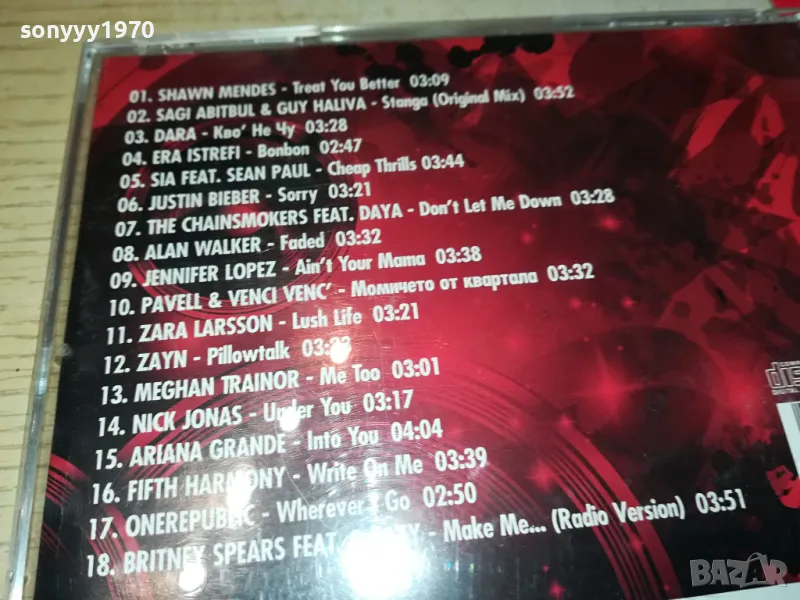 sonyyy1970
01. SHAWN MENDES - Treat You Better 03:09
02. SAGI ABITBUL & GUY HALIVA - Stanga (Original Mix) 03:52
03. DARA - Кво' Не Чу 03:28
04. ERA ISTREFI - Bonbon 02:47
05. SIA FEAT. SEAN PAUL - Cheap Thrills 03:44
06. JUSTIN BIEBER - Sorry 03:21
07. THE CHAINSMOKERS FEAT. DAYA - Don't Let Me Down 03:28
08. ALAN WALKER - Faded 03:32
09. JENNIFER LOPEZ - Ain't Your Mama 03:38
10. PAVELL & VENCI VENC' - Момичето от квартала 03:32
11. ZARA LARSSON - Lush Life 03:21
12. ZAYN - Pillowtalk
13. MEGHAN TRAINOR - Me Too 03:01
14. NICK JONAS - Under You 03:17
15. ARIANA GRANDE - Into You 04:04
16. FIFTH HARMONY - Write On Me 03:39
17. ONEREPUBLIC - Wherever I Go 02:50
18. BRITNEY SPEARS FEAT. - Make Me... (Radio Version) 03:51
BAZAR
bg